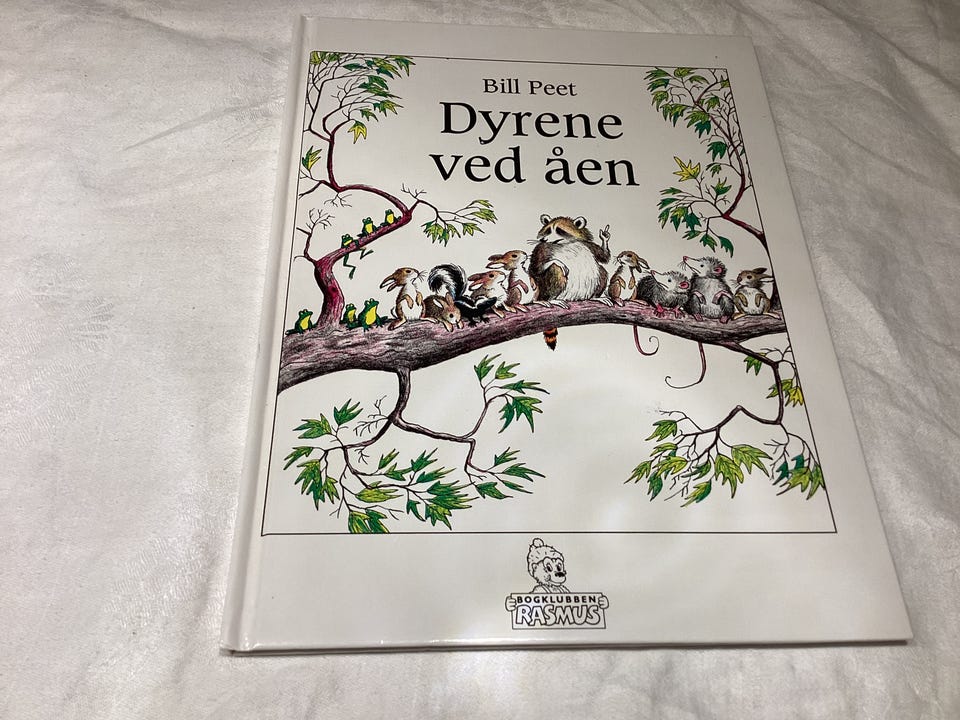 Bill Peet
Dyrene
ved åen
BOGKLUBBEN
RASMUS